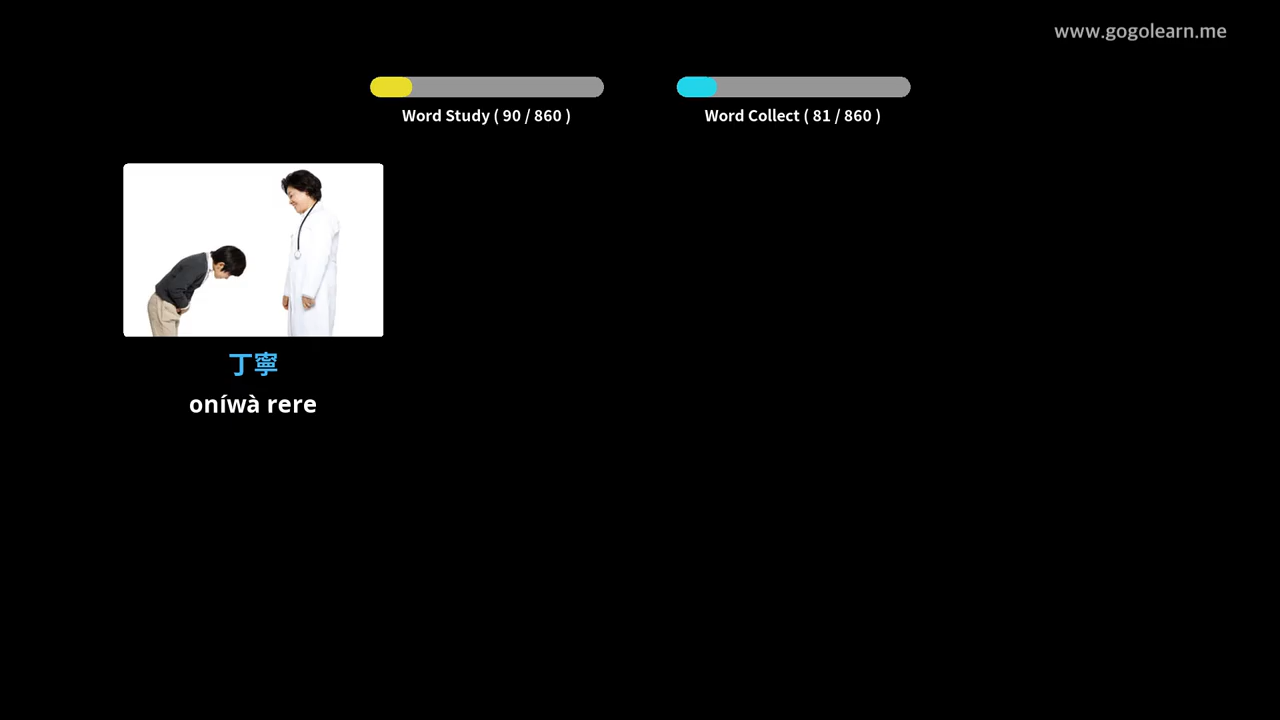 www.gogolearn.me
Word Study ( 90 / 860 )
Word Collect ( 81 / 860 )
丁寧
oníwà rere